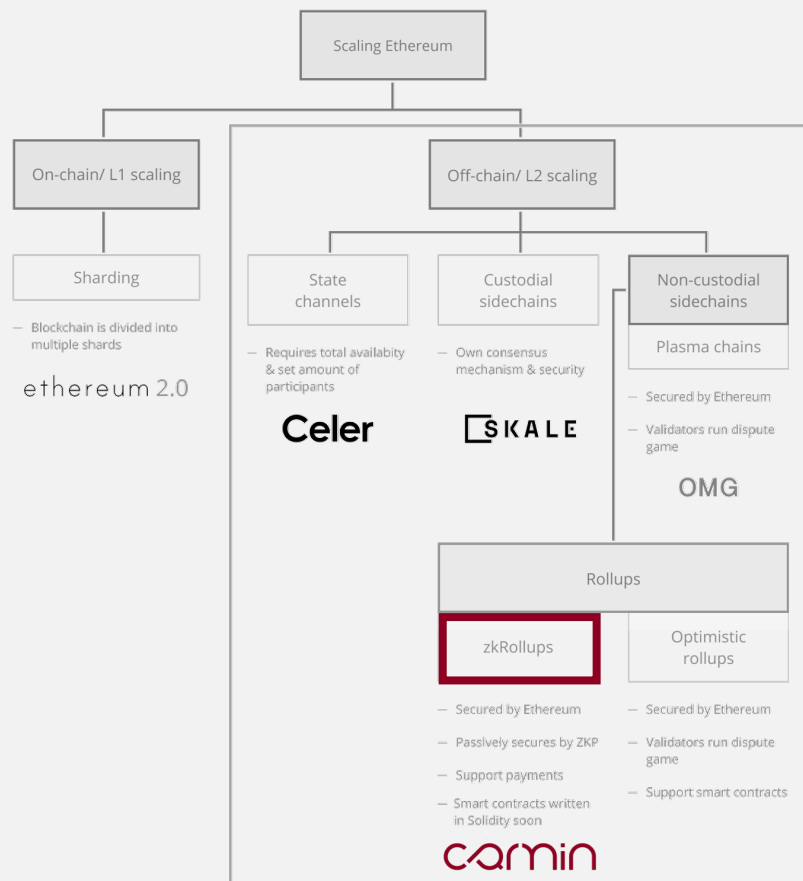 Scaling Ethereum
On-chain/ L1 scaling
Off-chain/ L2 scaling
Sharding
— Blockchain is divided into
multiple shards
ethereum 2.0
State
channels
— Requires total availabity
& set amount of
participants
Celer
Custodial
sidechains
— Own consensus
mechanism & security
SKALE
Non-custodial
sidechains
Plasma chains
— Secured by Ethereum
— Validators run dispute
game
OMG
Rollups
zkRollups
— Secured by Ethereum
— Passively secures by ZKP
— Support payments
— Smart contracts written
in Solidity soon
carmin
Optimistic
rollups
— Secured by Ethereum
— Validators run dispute
game
— Support smart contracts